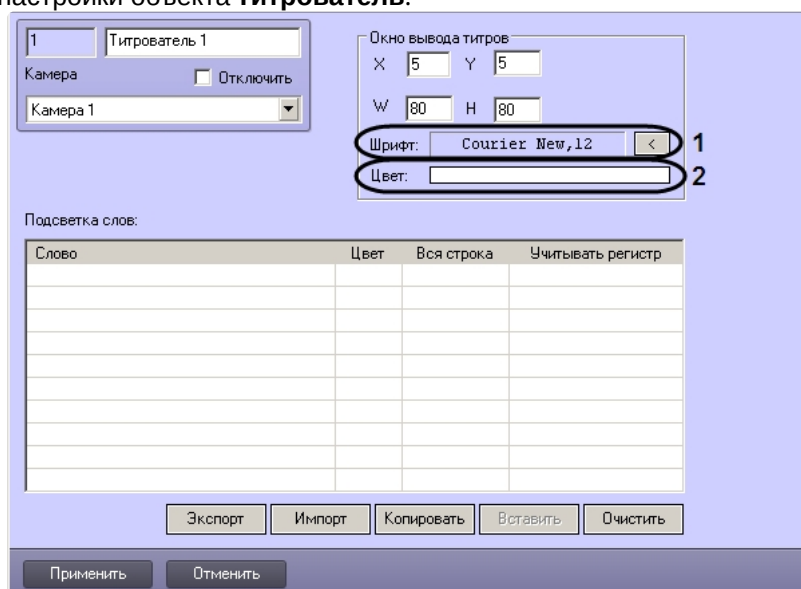 настройки объекта Титрователь.
1 Титрователь 1
Камера Отключить
Камера 1
Окно вывода титров
X 5 Y 5
W 80 H 80
Шрифт: Courier New,12 < 1
Цвет: 2
Подсветка слов:
Слово Цвет Вся строка Учитывать регистр
Экспорт Импорт Копировать Вставить Очистить
Применить Отменить